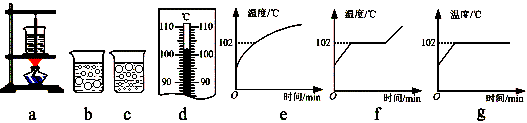 ℃
110 110
100 100
90 90
温度/℃
102
O
时间/min
温度/℃
102
O
时间/min
温度/℃
102
O
时间/min
a b c d e f g